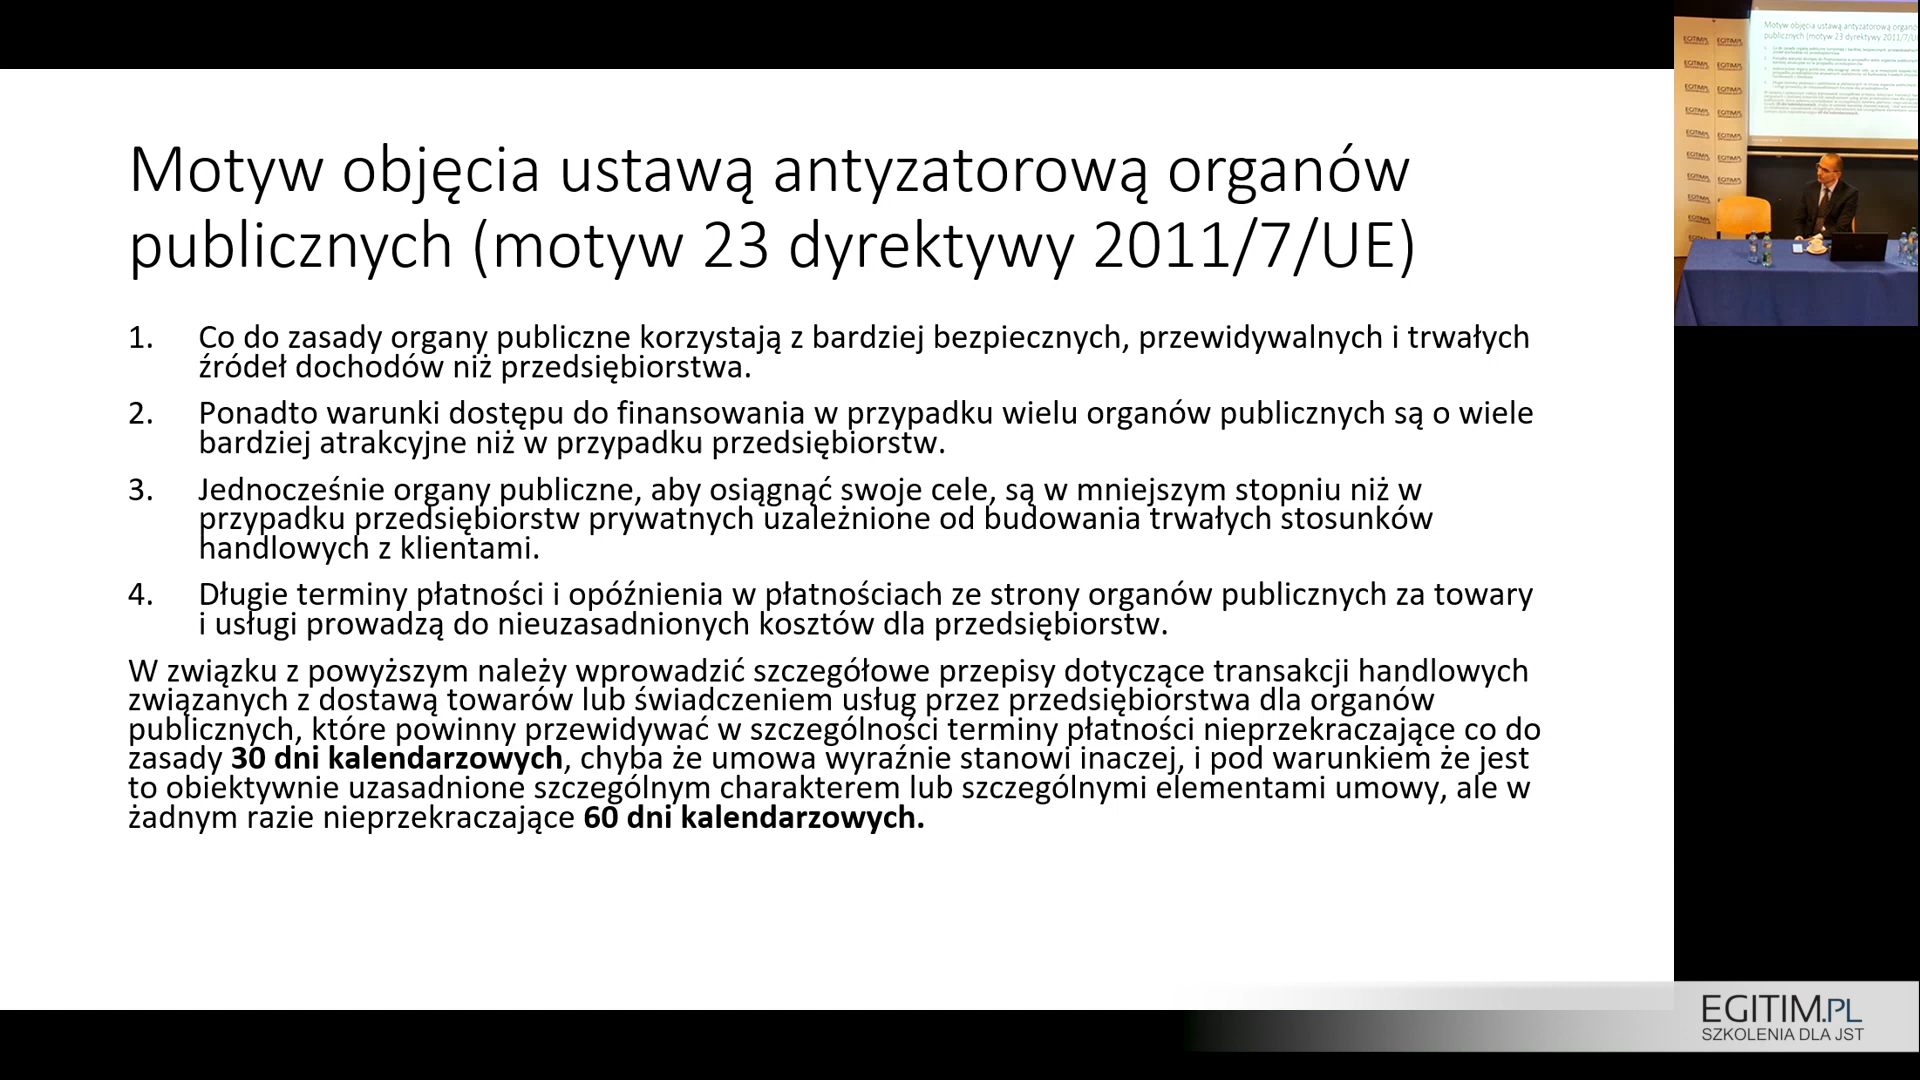 Motyw objęcia ustawą antyzatorową organów
publicznych (motyw 23 dyrektywy 2011/7/UE)
1. Co do zasady organy publiczne korzystają z bardziej bezpiecznych, przewidywalnych i trwałych
źródeł dochodów niż przedsiębiorstwa.
2. Ponadto warunki dostępu do finansowania w przypadku wielu organów publicznych są o wiele
bardziej atrakcyjne niż w przypadku przedsiębiorstw.
3. Jednocześnie organy publiczne, aby osiągnąć swoje cele, są w mniejszym stopniu niż w
przypadku przedsiębiorstw prywatnych uzależnione od budowania trwałych stosunków
handlowych z klientami.
4. Długie terminy płatności i opóźnienia w płatnościach ze strony organów publicznych za towary
i usługi prowadzą do nieuzasadnionych kosztów dla przedsiębiorstw.
W związku z powyższym należy wprowadzić szczegółowe przepisy dotyczące transakcji handlowych
związanych z dostawą towarów lub świadczeniem usług przez przedsiębiorstwa dla organów
publicznych, które powinny przewidywać w szczególności terminy płatności nieprzekraczające co do
zasady 30 dni kalendarzowych, chyba że umowa wyraźnie stanowi inaczej, i pod warunkiem że jest
to obiektywnie uzasadnione szczególnym charakterem lub szczególnymi elementami umowy, ale w
żadnym razie nieprzekraczające 60 dni kalendarzowych.
EGITIM.PL
SZKOLENIA DLA JST